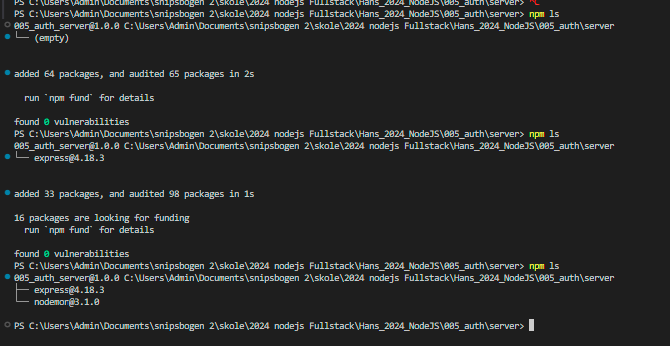 PS C:\Users\Admin\Documents\snipsbogen 2\skole\2024 nodejs Fullstack\Hans_2024_NodeJS\005_auth\server> ^C
PS C:\Users\Admin\Documents\snipsbogen 2\skole\2024 nodejs Fullstack\Hans_2024_NodeJS\005_auth\server> npm ls
005_auth_server@1.0.0 C:\Users\Admin\Documents\snipsbogen 2\skole\2024 nodejs Fullstack\Hans_2024_NodeJS\005_auth\server
└── (empty)
added 64 packages, and audited 65 packages in 2s
run `npm fund` for details
found 0 vulnerabilities
PS C:\Users\Admin\Documents\snipsbogen 2\skole\2024 nodejs Fullstack\Hans_2024_NodeJS\005_auth\server> npm ls
005_auth_server@1.0.0 C:\Users\Admin\Documents\snipsbogen 2\skole\2024 nodejs Fullstack\Hans_2024_NodeJS\005_auth\server
└── express@4.18.3
added 33 packages, and audited 98 packages in 1s
16 packages are looking for funding
run `npm fund` for details
found 0 vulnerabilities
PS C:\Users\Admin\Documents\snipsbogen 2\skole\2024 nodejs Fullstack\Hans_2024_NodeJS\005_auth\server> npm ls
005_auth_server@1.0.0 C:\Users\Admin\Documents\snipsbogen 2\skole\2024 nodejs Fullstack\Hans_2024_NodeJS\005_auth\server
├── express@4.18.3
└── nodemor@3.1.0
PS C:\Users\Admin\Documents\snipsbogen 2\skole\2024 nodejs Fullstack\Hans_2024_NodeJS\005_auth\server>